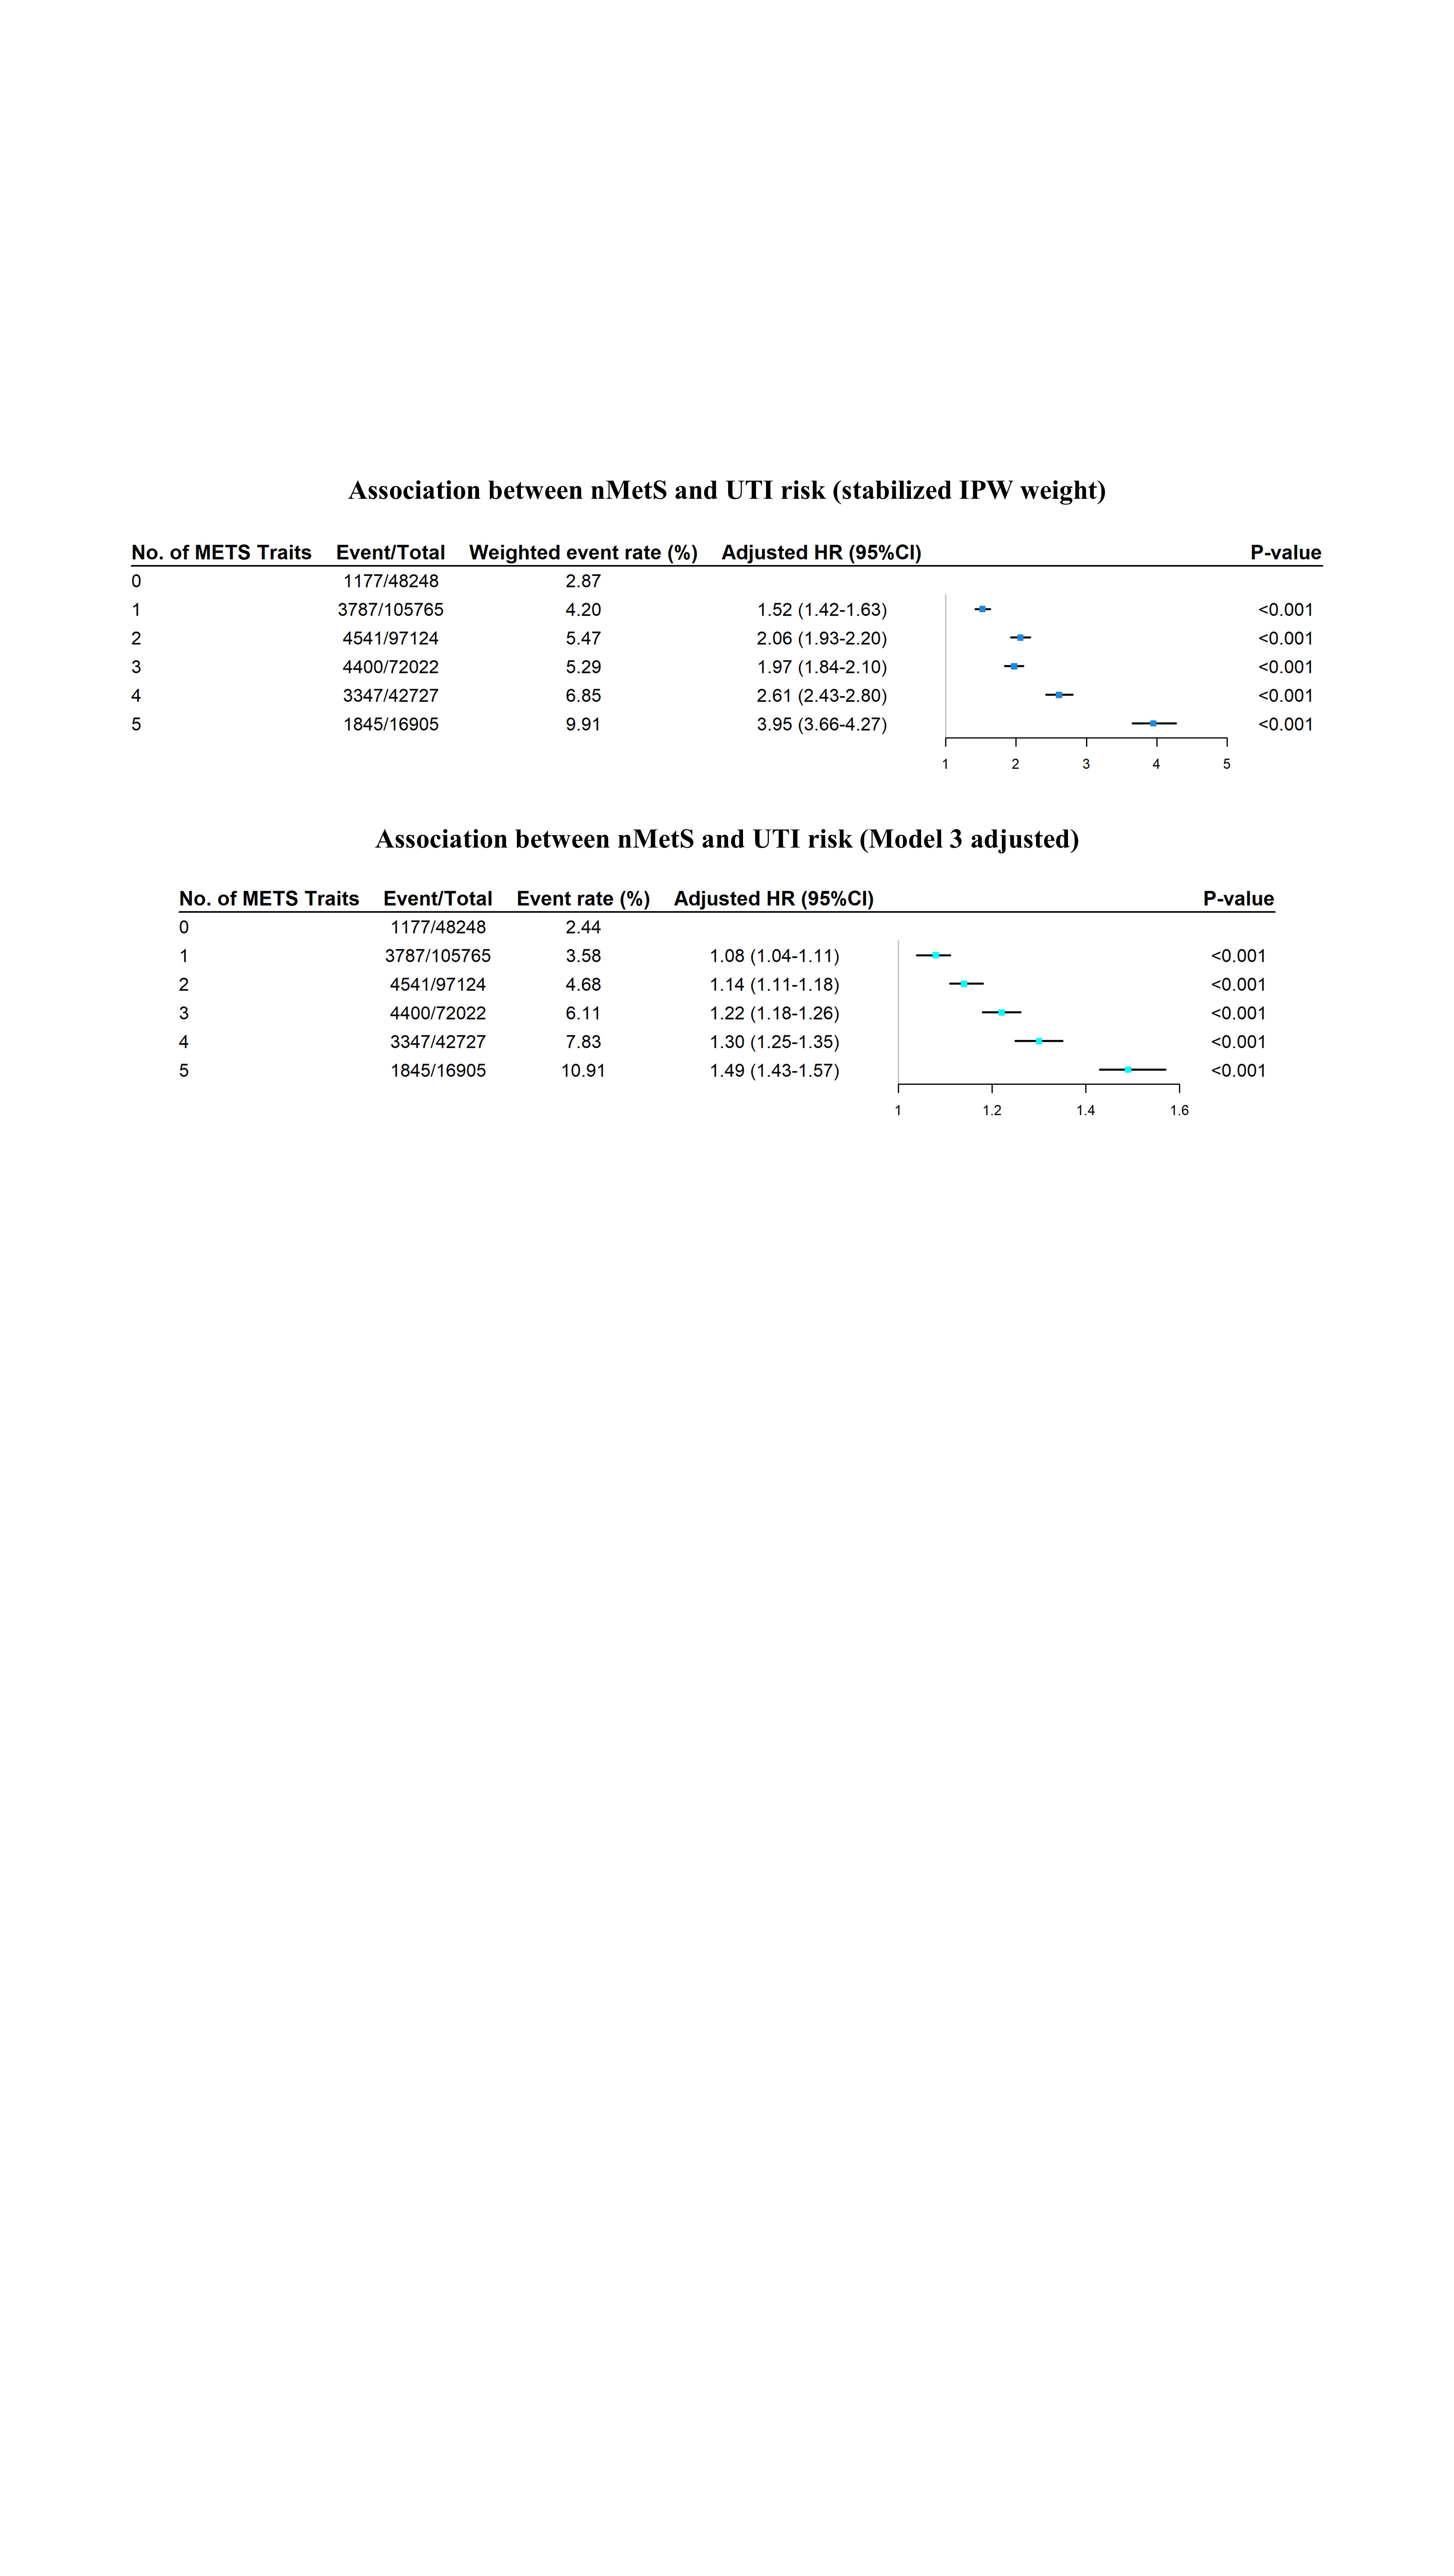 Association between nMetS and UTI risk (stabilized IPW weight)
No. of METS Traits Event/Total Weighted event rate (%) Adjusted HR (95%CI) P-value
0 1177/48248 2.87
1 3787/105765 4.20 1.52 (1.42-1.63) <0.001
2 4541/97124 5.47 2.06 (1.93-2.20) <0.001
3 4400/72022 5.29 1.97 (1.84-2.10) <0.001
4 3347/42727 6.85 2.61 (2.43-2.80) <0.001
5 1845/16905 9.91 3.95 (3.66-4.27) <0.001
1 2 3 4 5
Association between nMetS and UTI risk (Model 3 adjusted)
No. of METS Traits Event/Total Event rate (%) Adjusted HR (95%CI) P-value
0 1177/48248 2.44
1 3787/105765 3.58 1.08 (1.04-1.11) <0.001
2 4541/97124 4.68 1.14 (1.11-1.18) <0.001
3 4400/72022 6.11 1.22 (1.18-1.26) <0.001
4 3347/42727 7.83 1.30 (1.25-1.35) <0.001
5 1845/16905 10.91 1.49 (1.43-1.57) <0.001
1 1.2 1.4 1.6